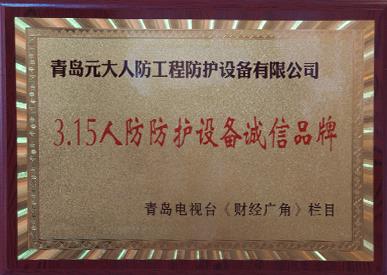 青岛元大人防工程防护设备有限公司
3.15人防防护设备诚信品牌
青岛电视台《财经广角》栏目